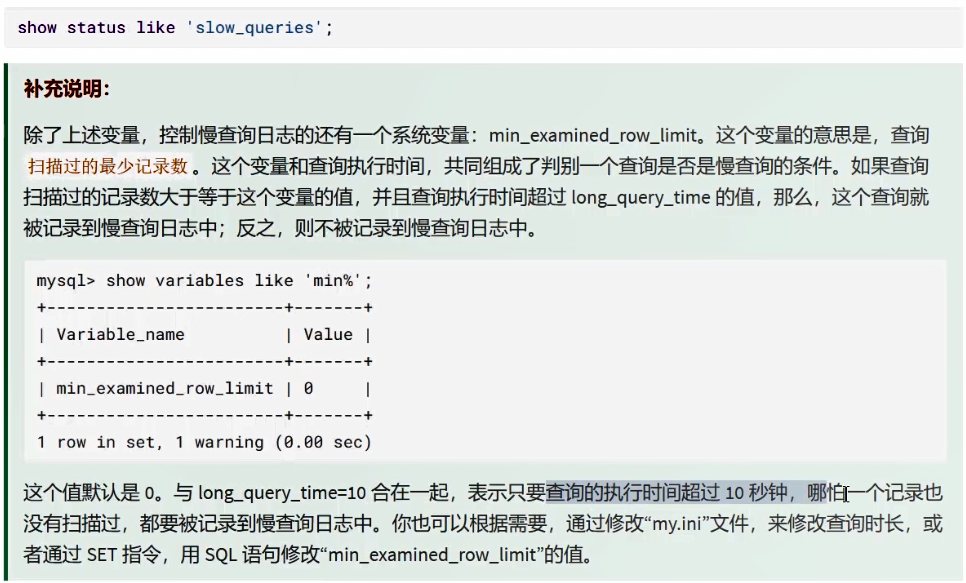 show status like 'slow_queries';
补充说明：
除了上述变量，控制慢查询日志的还有一个系统变量：min_examined_row_limit。这个变量的意思是，查询
扫描过的最少记录数。这个变量和查询执行时间，共同组成了判别一个查询是否是慢查询的条件。如果查询
扫描过的记录数大于等于这个变量的值，并且查询执行时间超过 long_query_time 的值，那么，这个查询就
被记录到慢查询日志中；反之，则不被记录到慢查询日志中。
mysql> show variables like 'min%';
+------------------------+-------+
| Variable_name          | Value |
+------------------------+-------+
| min_examined_row_limit | 0     |
+------------------------+-------+
1 row in set, 1 warning (0.00 sec)
这个值默认是 0。与 long_query_time=10 合在一起，表示只要查询的执行时间超过 10 秒钟，哪怕一个记录也
没有扫描过，都要被记录到慢查询日志中。你也可以根据需要，通过修改“my.ini”文件，来修改查询时长，或
者通过 SET 指令，用 SQL 语句修改“min_examined_row_limit”的值。